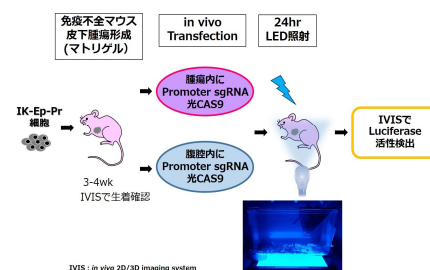 免疫不全マウス
皮下腫瘍形成
(マトリゲル)
in vivo
Transfection
24hr
LED照射
腫瘍内に
Promoter sgRNA
光CAS9
IK-Ep-Pr
細胞
IVISで
Luciferase
活性検出
腹腔内に
Promoter sgRNA
光CAS9
3-4wk
IVISで生着確認
IVIS : in vivo 2D/3D imaging system